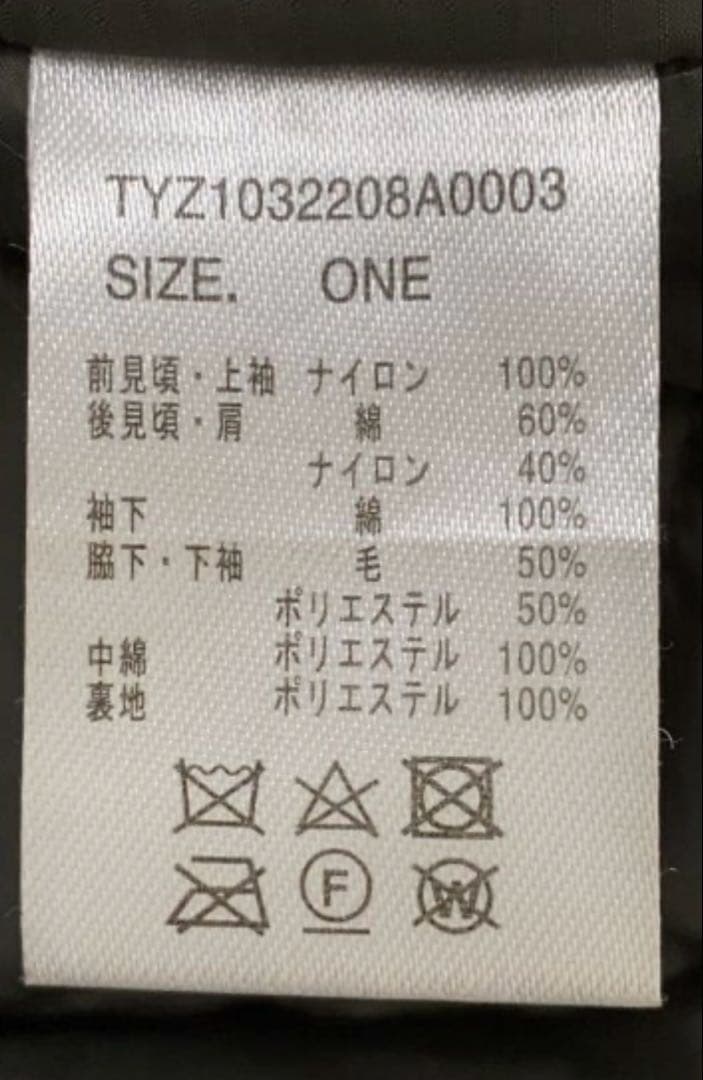 TYZ1032208A0003
SIZE. ONE
前見頃・上袖 ナイロン 100%
後見頃・肩 綿 60%
ナイロン 40%
袖下 綿 100%
脇下・下袖 毛 50%
ポリエステル 50%
中綿 ポリエステル 100%
裏地 ポリエステル 100%
F W